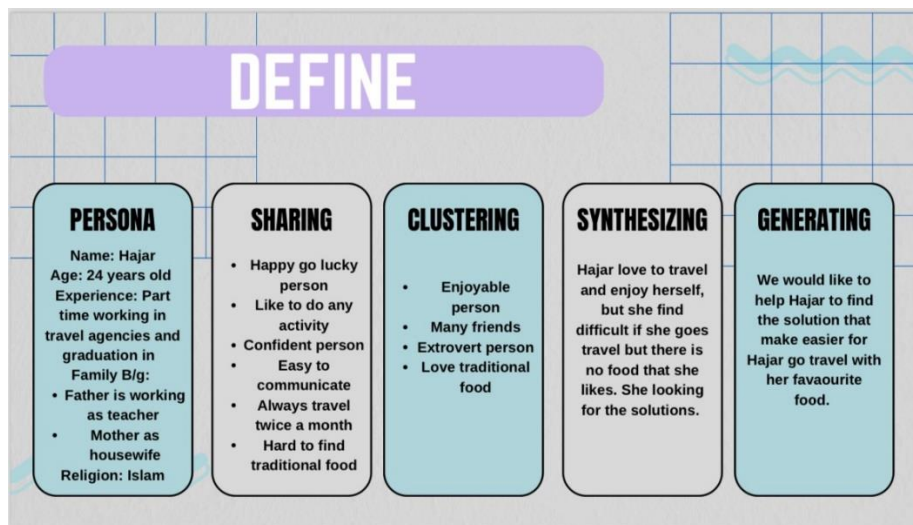 DEFINE
PERSONA
Name: Hajar
Age: 24 years old
Experience: Part
time working in
travel agencies and
graduation in
Family B/g:
• Father is working
as teacher
• Mother as
housewife
Religion: Islam
SHARING
• Happy go lucky
person
• Like to do any
activity
• Confident person
• Easy to
communicate
• Always travel
twice a month
• Hard to find
traditional food
CLUSTERING
• Enjoyable
person
• Many friends
• Extrovert person
• Love traditional
food
SYNTHESIZING
Hajar love to travel
and enjoy herself,
but she find
difficult if she goes
travel but there is
no food that she
likes. She looking
for the solutions.
GENERATING
We would like to
help Hajar to find
the solution that
make easier for
Hajar go travel with
her favaourite
food.